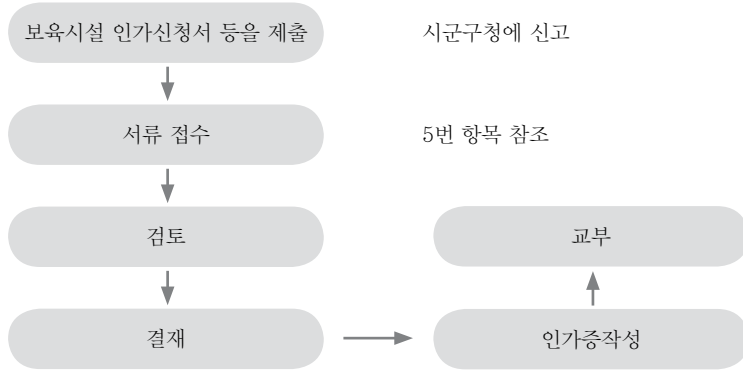 보육시설 인가신청서 등을 제출
시군구청에 신고
서류 접수
5번 항목 참조
검토
교부
결재
인가증작성